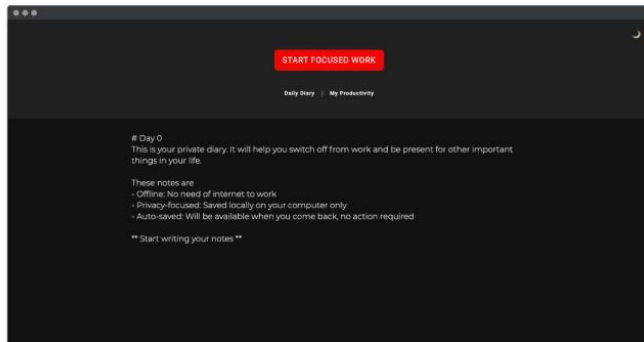 START FOCUSED WORK
Daily Diary | My Productivity
# Day 0
This is your private diary. It will help you switch off from work and be present for other important
things in your life.
These notes are
- Offline: No need of internet to work
- Privacy-focused: Saved locally on your computer only
- Auto-saved: Will be available when you come back, no action required
** Start writing your notes **